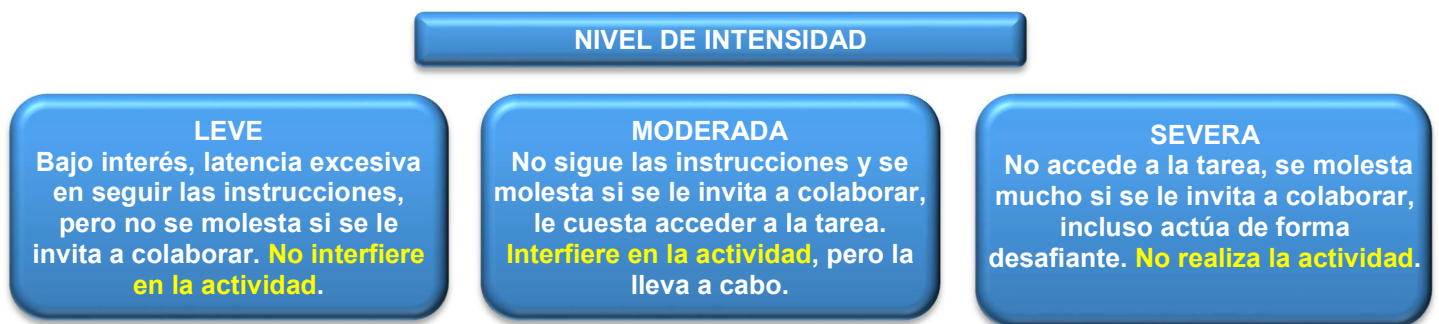 NIVEL DE INTENSIDAD
LEVE
Bajo interés, latencia excesiva
en seguir las instrucciones,
pero no se molesta si se le
invita a colaborar. No interfiere
en la actividad.
MODERADA
No sigue las instrucciones y se
molesta si se le invita a colaborar,
le cuesta acceder a la tarea.
Interfiere en la actividad, pero la
lleva a cabo.
SEVERA
No accede a la tarea, se molesta
mucho si se le invita a colaborar,
incluso actúa de forma
desafiante. No realiza la actividad.